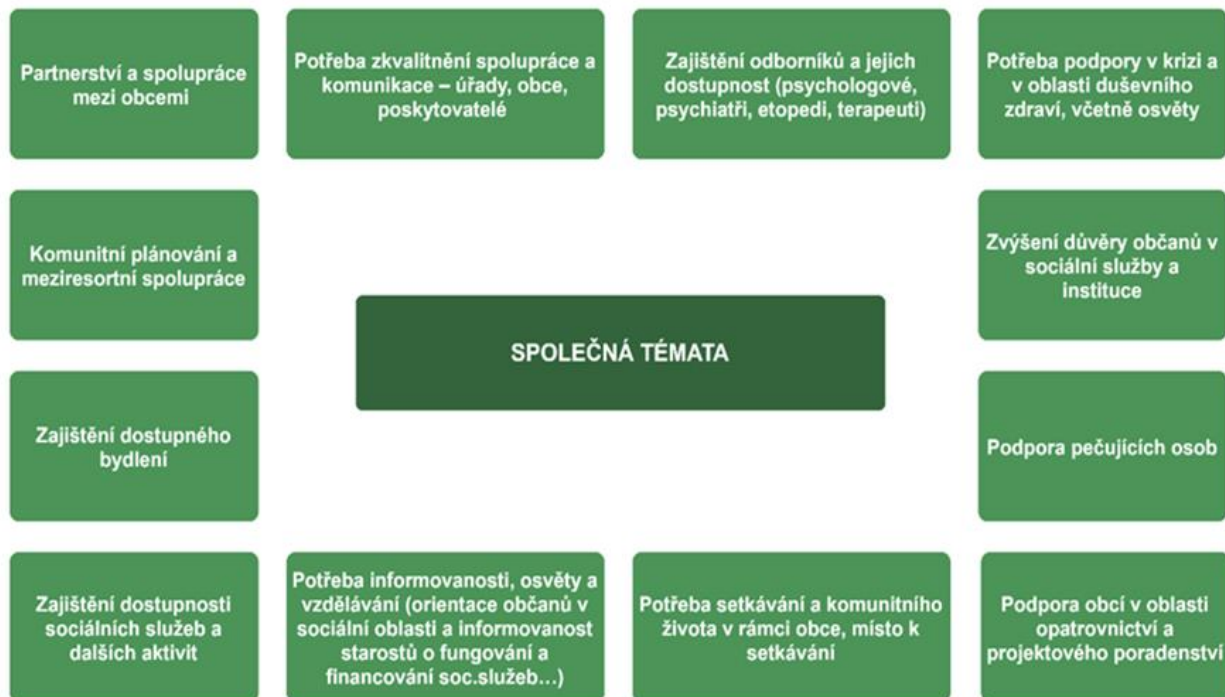 Partnerství a spolupráce
mezi obcemi
Potřeba zkvalitnění spolupráce a
komunikace – úřady, obce,
poskytovatelé
Zajištění odborníků a jejich
dostupnost (psychologové,
psychiatři, etopedi, terapeuti)
Potřeba podpory v krizi a
v oblasti duševního
zdraví, včetně osvěty
Komunitní plánování a
meziresortní spolupráce
Zvýšení důvěry občanů v
sociální služby a
instituce
SPOLEČNÁ TÉMATA
Zajištění dostupného
bydlení
Podpora pečujících osob
Zajištění dostupnosti
sociálních služeb a
dalších aktivit
Potřeba informovanosti, osvěty a
vzdělávání (orientace občanů v
sociální oblasti a informovanost
starostů o fungování a
financování soc.služeb...)
Potřeba setkávání a komunitního
života v rámci obce, místo k
setkávání
Podpora obcí v oblasti
opatrovnictví a
projektového poradenství